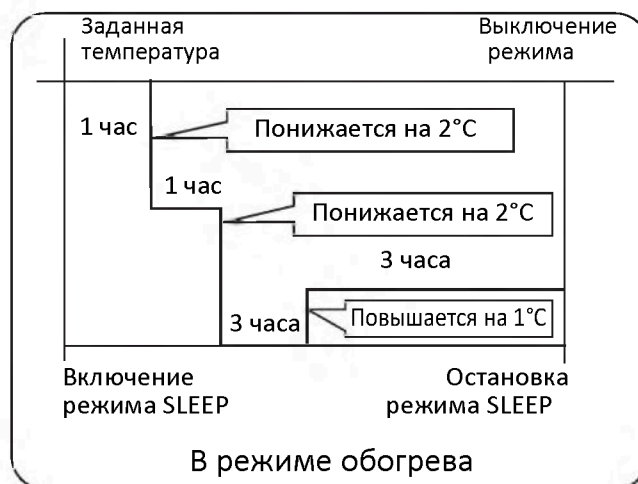 Заданная
температура
Выключение
режима
1 час
Понижается на 2°C
1 час
Понижается на 2°C
3 часа
3 часа
Повышается на 1°C
Включение
режима SLEEP
Остановка
режима SLEEP
В режиме обогрева